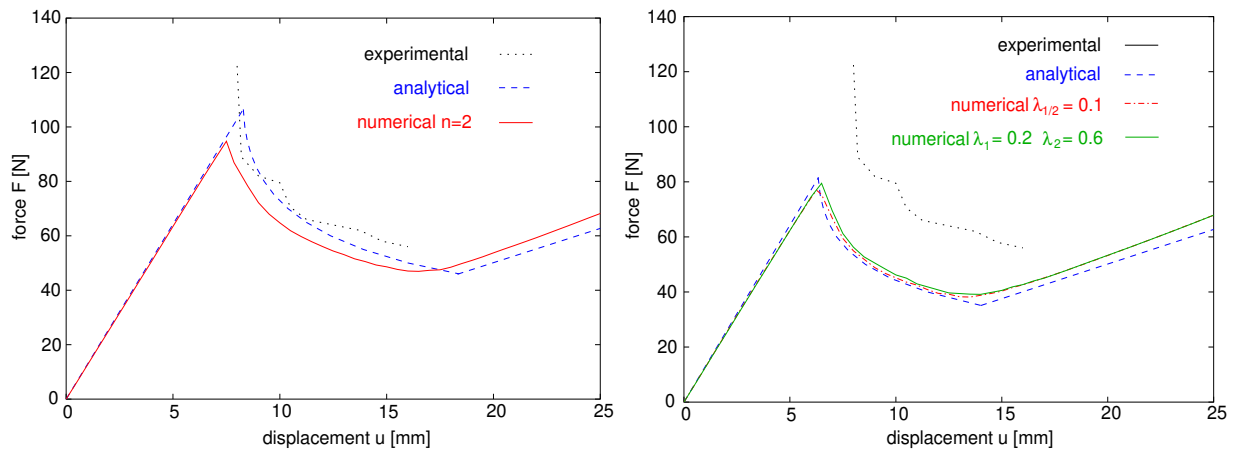 140
120
100
80
60
40
20
0
force F [N]
0 5 10 15 20 25
displacement u [mm]
experimental
analytical
numerical n=2
140
120
100
80
60
40
20
0
force F [N]
0 5 10 15 20 25
displacement u [mm]
experimental
analytical
numerical λ1/2 = 0.1
numerical λ1 = 0.2 λ2 = 0.6